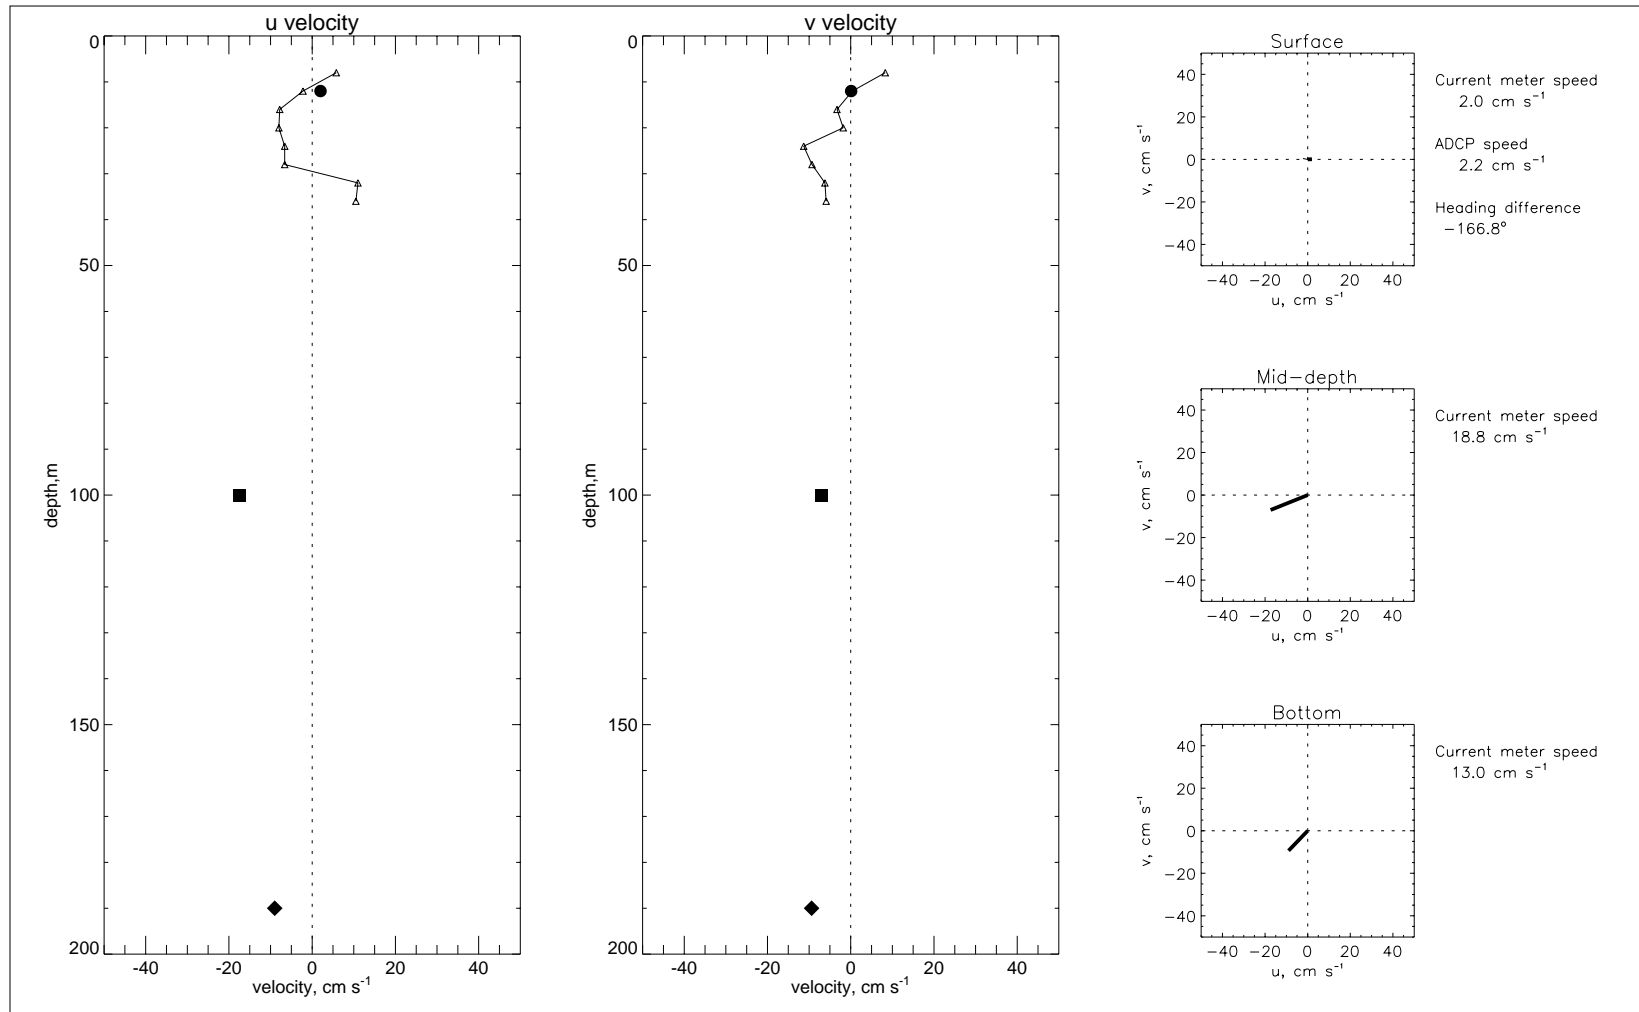 u velocity
0
50
100
150
200
depth,m
-40 -20 0 20 40
velocity, cm s⁻¹
v velocity
0
50
100
150
200
depth,m
-40 -20 0 20 40
velocity, cm s⁻¹
Surface
40
20
0
−20
−40
v, cm s⁻¹
−40 −20 0 20 40
u, cm s⁻¹
Current meter speed
2.0 cm s⁻¹
ADCP speed
2.2 cm s⁻¹
Heading difference
−166.8°
Mid−depth
40
20
0
−20
−40
v, cm s⁻¹
−40 −20 0 20 40
u, cm s⁻¹
Current meter speed
18.8 cm s⁻¹
Bottom
40
20
0
−20
−40
v, cm s⁻¹
−40 −20 0 20 40
u, cm s⁻¹
Current meter speed
13.0 cm s⁻¹